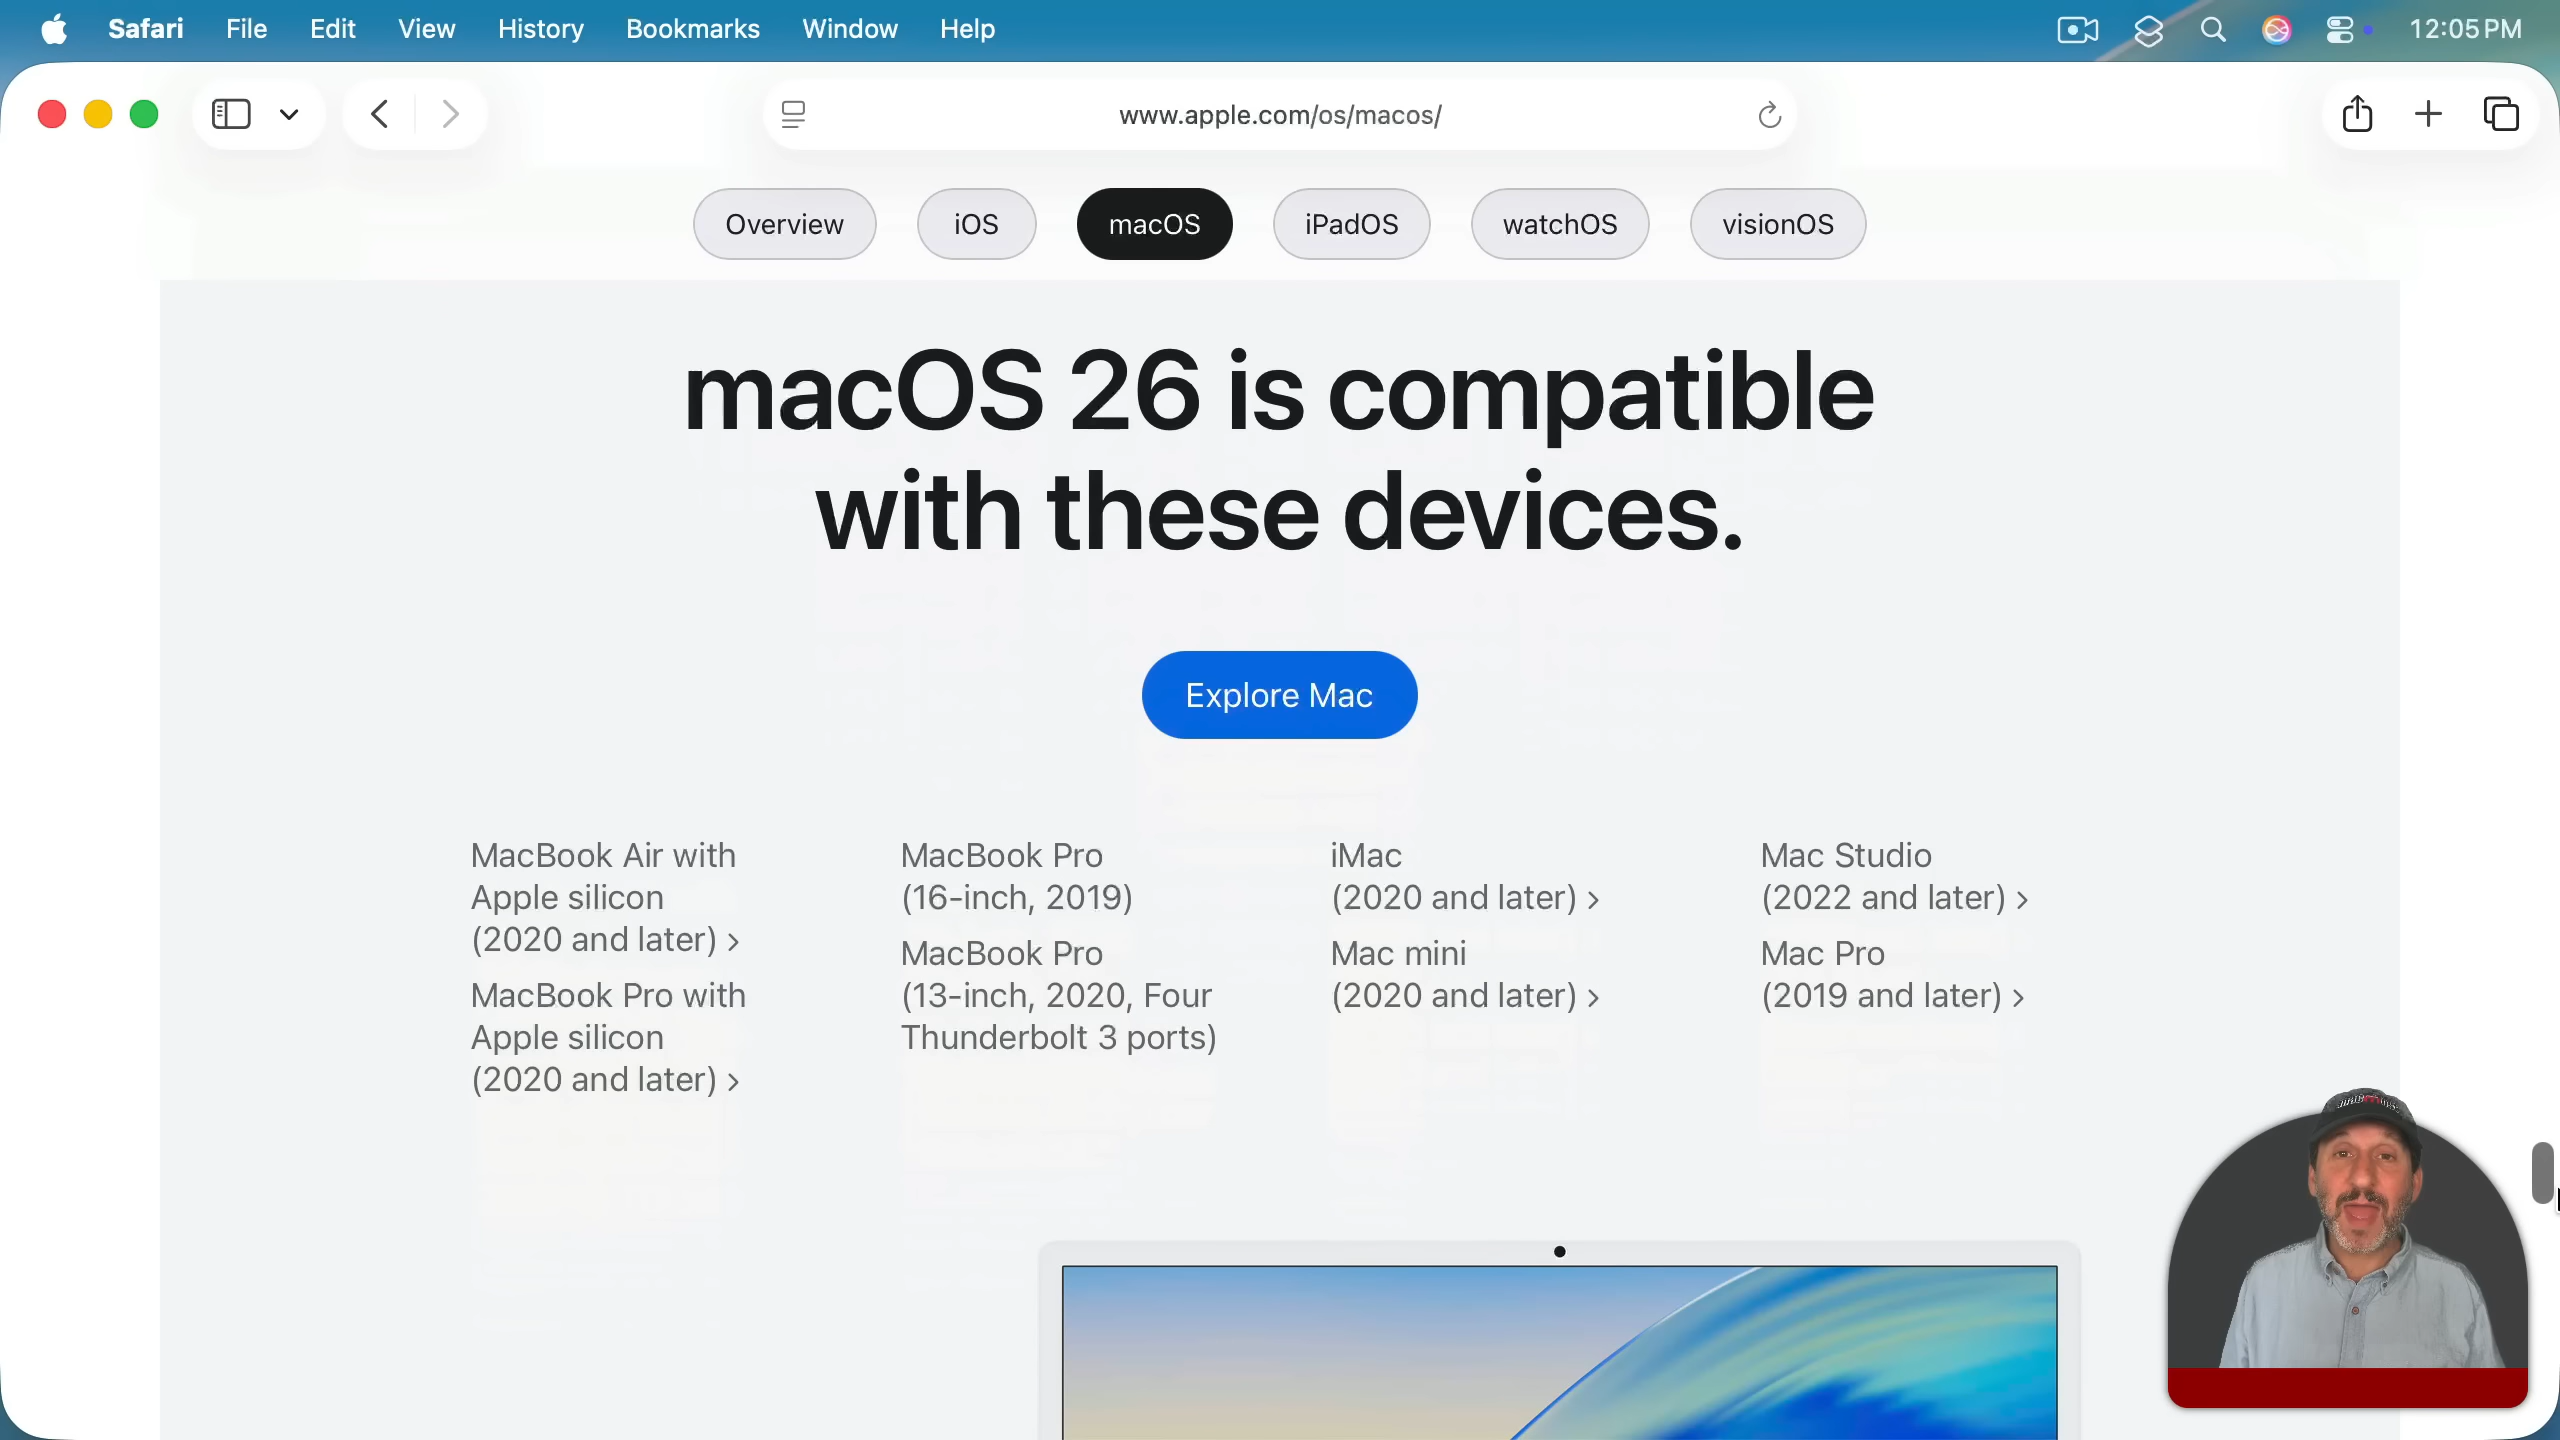 Safari File Edit View History Bookmarks Window Help 12:05 PM
www.apple.com/os/macos/
Overview iOS macOS iPadOS watchOS visionOS
macOS 26 is compatible
with these devices.
Explore Mac
MacBook Air with
Apple silicon
(2020 and later) ›
MacBook Pro with
Apple silicon
(2020 and later) ›
MacBook Pro
(16-inch, 2019)
MacBook Pro
(13-inch, 2020, Four
Thunderbolt 3 ports)
iMac
(2020 and later) ›
Mac mini
(2020 and later) ›
Mac Studio
(2022 and later) ›
Mac Pro
(2019 and later) ›